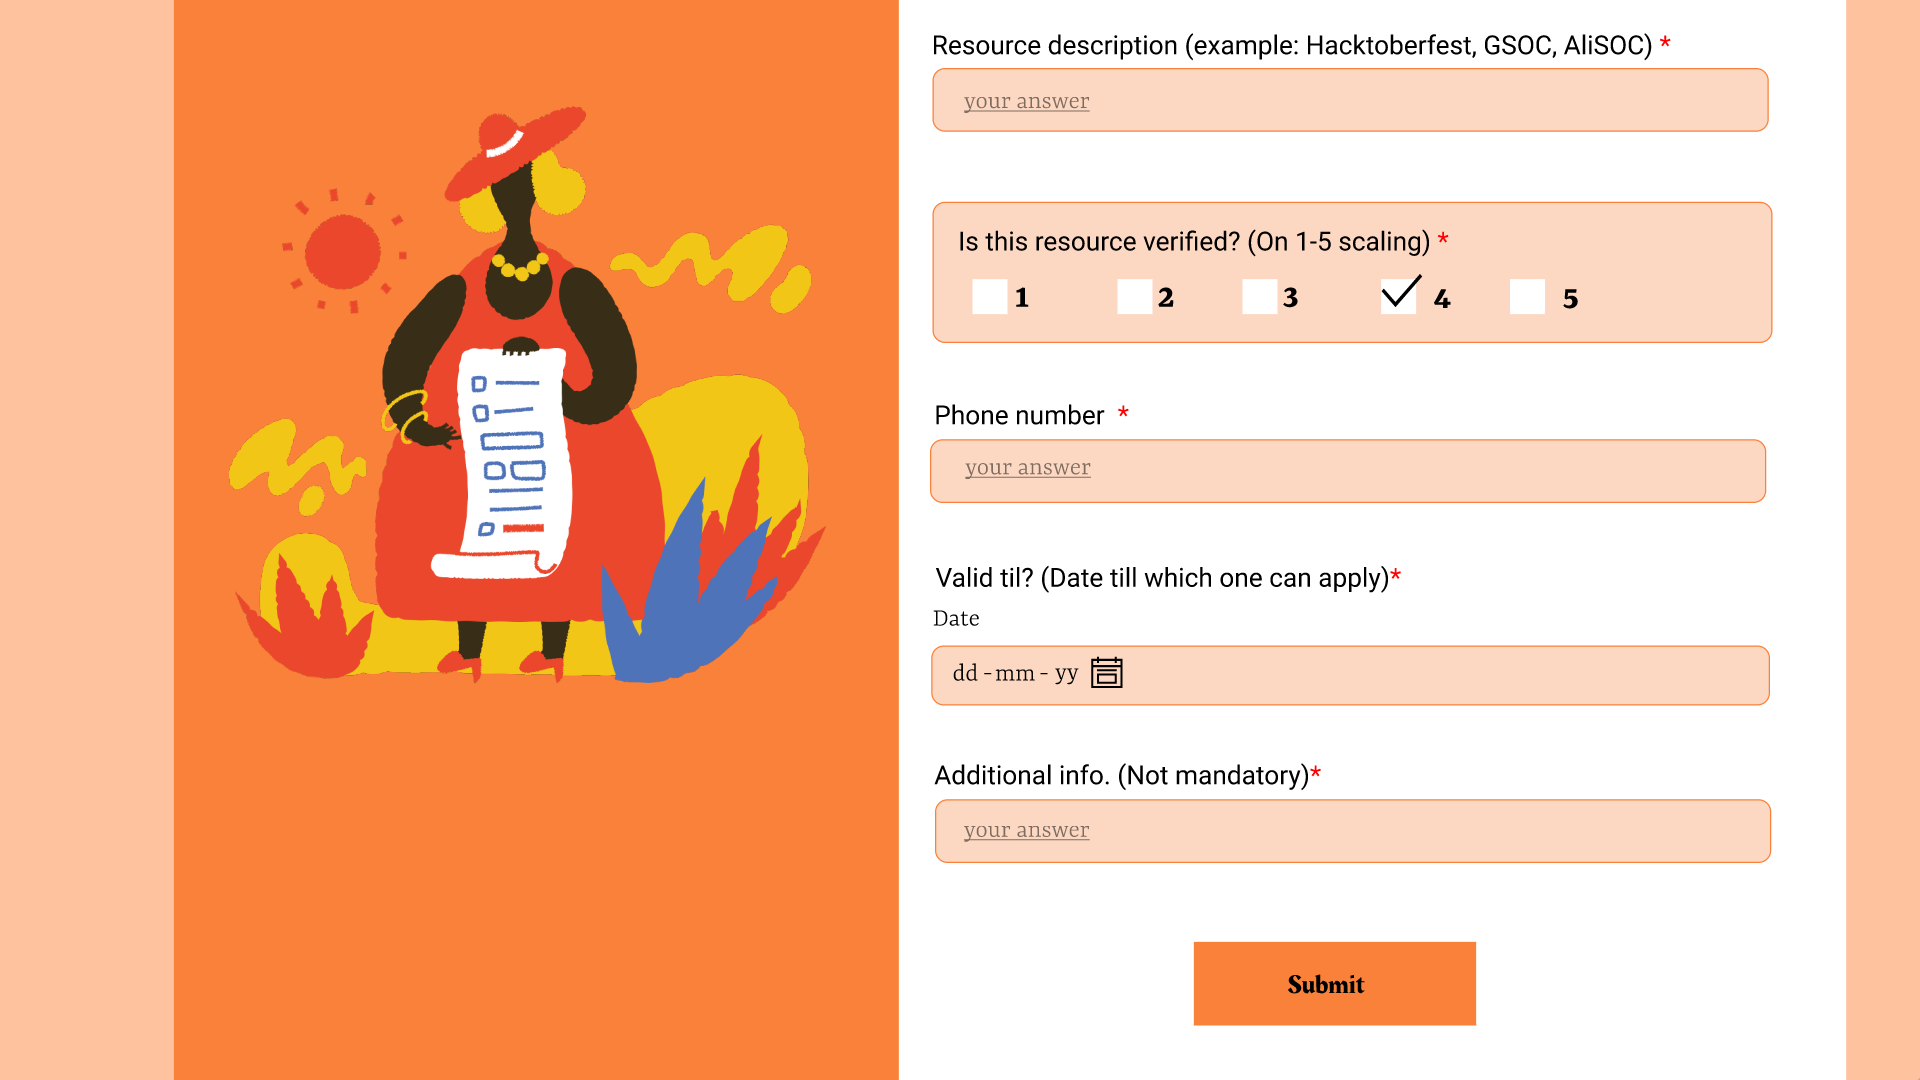 Resource description (example: Hacktoberfest, GSOC, AliSOC) *
your answer
Is this resource verified? (On 1-5 scaling) *
1 2 3 4 5
Phone number *
your answer
Valid til? (Date till which one can apply)*
Date
dd - mm - yy
Additional info. (Not mandatory)*
your answer
Submit